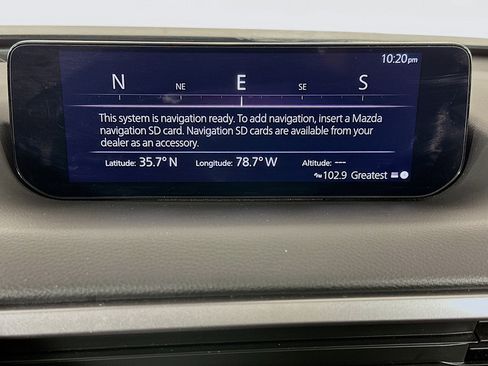 10:20pm
N NE E SE S
This system is navigation ready. To add navigation, insert a Mazda
navigation SD card. Navigation SD cards are available from your
dealer as an accessory.
Latitude: 35.7° N Longitude: 78.7° W Altitude: ---
102.9 Greatest